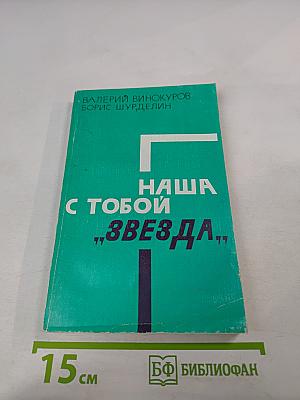 ВАЛЕРИЙ ВИНОКУРОВ
БОРИС ШУРДЕЛИН
НАША
С ТОБОЙ
„ЗВЕЗДА„
15 см
БФ БИБЛИОФАН